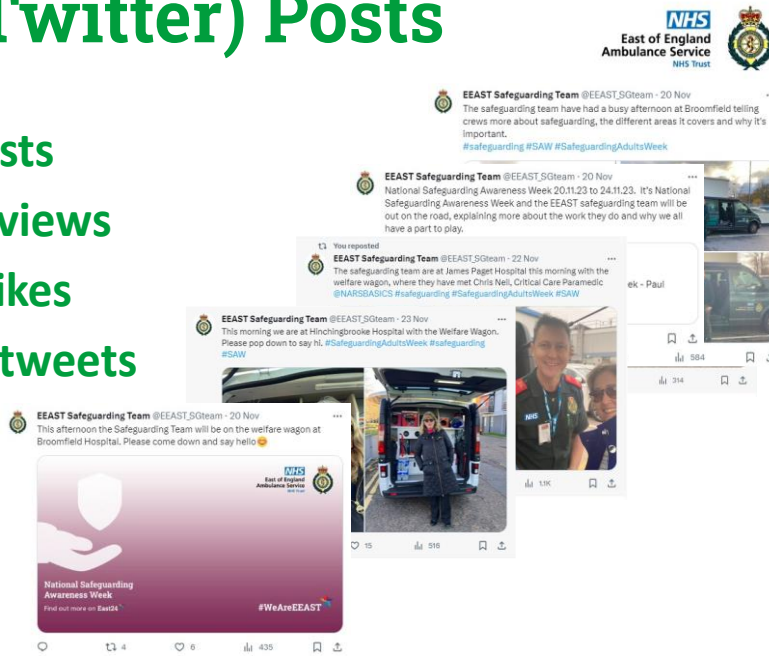 (Twitter) Posts
NHS
East of England
Ambulance Service
NHS Trust
sts
views
ikes
tweets
EEAST Safeguarding Team @EEAST_SGteam · 20 Nov
The safeguarding team have had a busy afternoon at Broomfield telling
crews more about safeguarding, the different areas it covers and why it's
important.
#safeguarding #SAW #SafeguardingAdultsWeek
EEAST Safeguarding Team @EEAST_SGteam · 20 Nov
National Safeguarding Awareness Week 20.11.23 to 24.11.23. It's National
Safeguarding Awareness Week and the EEAST safeguarding team will be
out on the road, explaining more about the work they do and why we all
have a part to play.
ek - Paul
584
314
You reposted
EEAST Safeguarding Team @EEAST_SGteam · 22 Nov
The safeguarding team are at James Paget Hospital this morning with the
welfare wagon, where they have met Chris Neil, Critical Care Paramedic
@NARSBASICS #safeguarding #SafeguardingAdultsWeek #SAW
NHS
1.1K
EEAST Safeguarding Team @EEAST_SGteam · 23 Nov
This morning we are at Hinchingbrooke Hospital with the Welfare Wagon.
Please pop down to say hi. #SafeguardingAdultsWeek #safeguarding
#SAW
15 516
EEAST Safeguarding Team @EEAST_SGteam · 20 Nov
This afternoon the Safeguarding Team will be on the welfare wagon at
Broomfield Hospital. Please come down and say hello😊
NHS
East of England
Ambulance Service
NHS Trust
National Safeguarding
Awareness Week
Find out more on East24
#WeAreEEAST
4 6 435